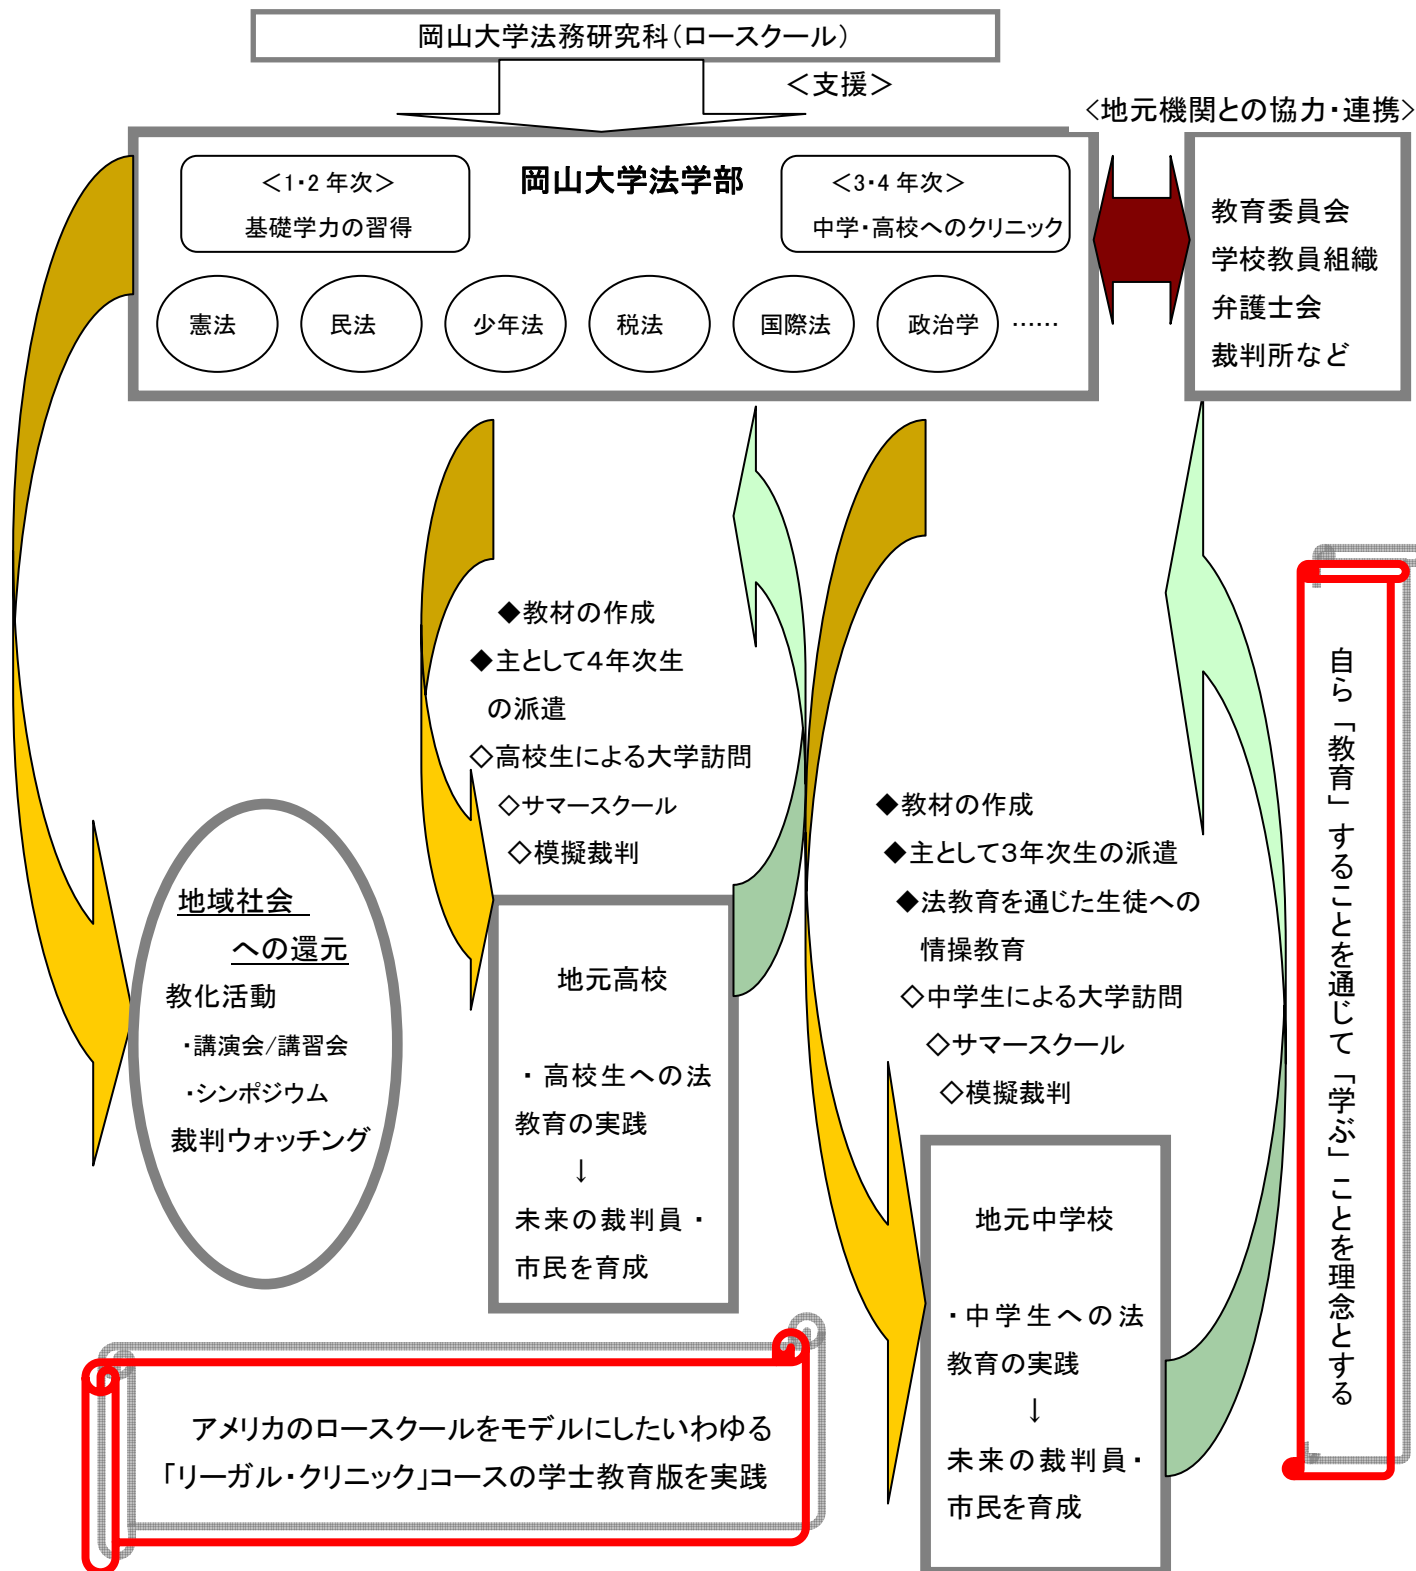 岡山大学法務研究科(ロースクール)
＜支援＞
<地元機関との協力・連携>
岡山大学法学部
＜1・2 年次＞
基礎学力の習得
＜3・4 年次＞
中学・高校へのクリニック
憲法
民法
少年法
税法
国際法
政治学
……
教育委員会
学校教員組織
弁護士会
裁判所など
◆教材の作成
◆主として４年次生
の派遣
◇高校生による大学訪問
◇サマースクール
◇模擬裁判
◆教材の作成
◆主として３年次生の派遣
◆法教育を通じた生徒への
情操教育
◇中学生による大学訪問
◇サマースクール
◇模擬裁判
地域社会
への還元
教化活動
・講演会/講習会
・シンポジウム
裁判ウォッチング
地元高校
・高校生への法
教育の実践
↓
未来の裁判員・
市民を育成
地元中学校
・中学生への法
教育の実践
↓
未来の裁判員・
市民を育成
自ら「教育」することを通じて「学ぶ」ことを理念とする
アメリカのロースクールをモデルにしたいわゆる
「リーガル・クリニック」コースの学士教育版を実践